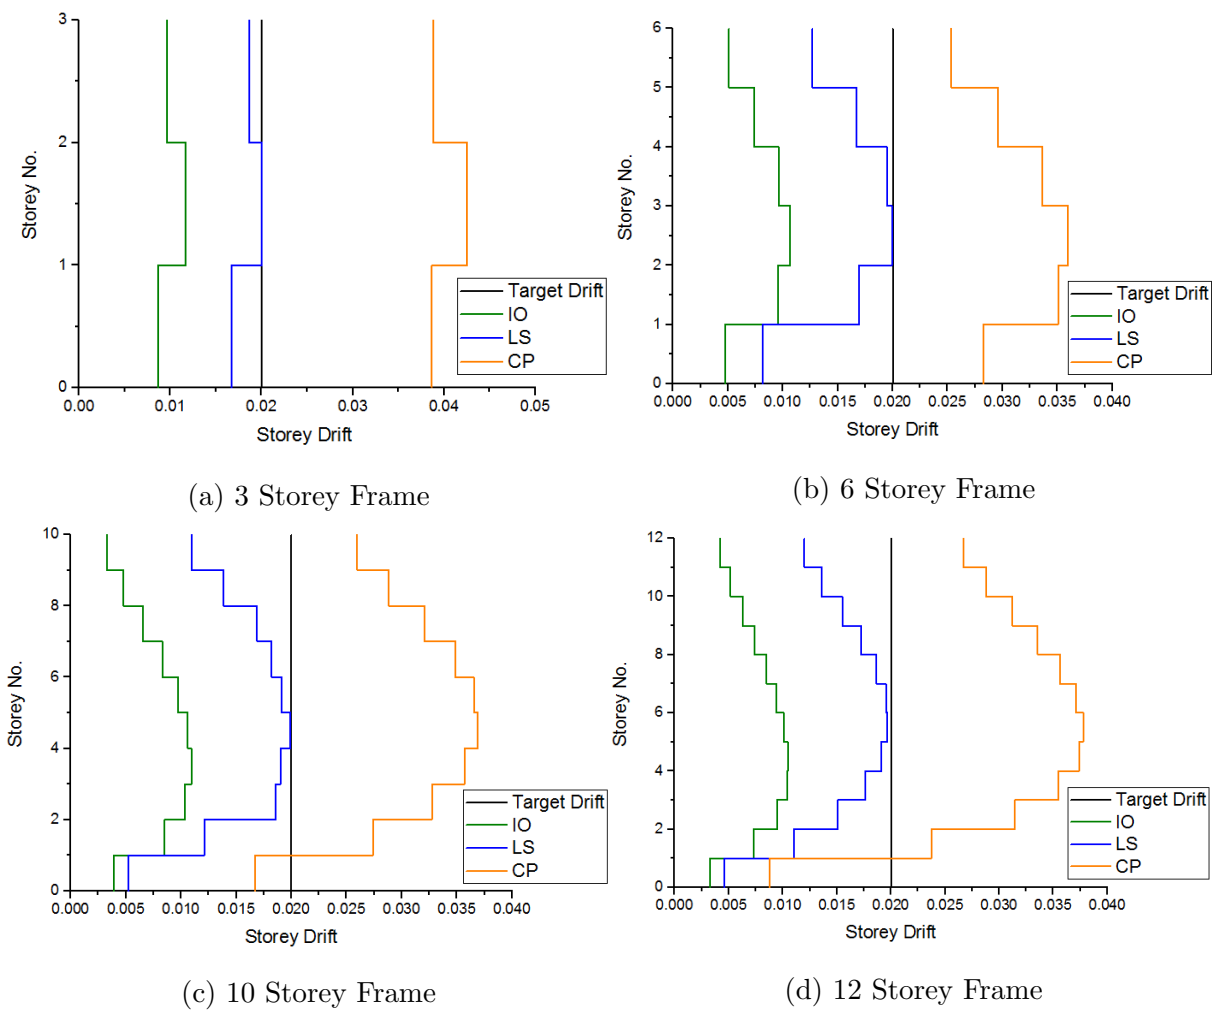 3
2
1
0
Storey No.
0.00 0.01 0.02 0.03 0.04 0.05
Storey Drift
Target Drift
IO
LS
CP
(a) 3 Storey Frame
6
5
4
3
2
1
0
Storey No.
0.000 0.005 0.010 0.015 0.020 0.025 0.030 0.035 0.040
Storey Drift
Target Drift
IO
LS
CP
(b) 6 Storey Frame
10
8
6
4
2
0
Storey No.
0.000 0.005 0.010 0.015 0.020 0.025 0.030 0.035 0.040
Storey Drift
Target Drift
IO
LS
CP
(c) 10 Storey Frame
12
10
8
6
4
2
0
Storey No.
0.000 0.005 0.010 0.015 0.020 0.025 0.030 0.035 0.040
Storey Drift
Target Drift
IO
LS
CP
(d) 12 Storey Frame